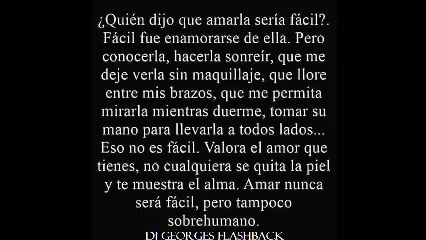 ¿Quién dijo que amarla sería fácil?.
Fácil fue enamorarse de ella. Pero
conocerla, hacerla sonreír, que me
deje verla sin maquillaje, que llore
entre mis brazos, que me permita
mirarla mientras duerme, tomar su
mano para llevarla a todos lados...
Eso no es fácil. Valora el amor que
tienes, no cualquiera se quita la piel
y te muestra el alma. Amar nunca
será fácil, pero tampoco
sobrehumano.
DJ GEORGES FLASHBACK